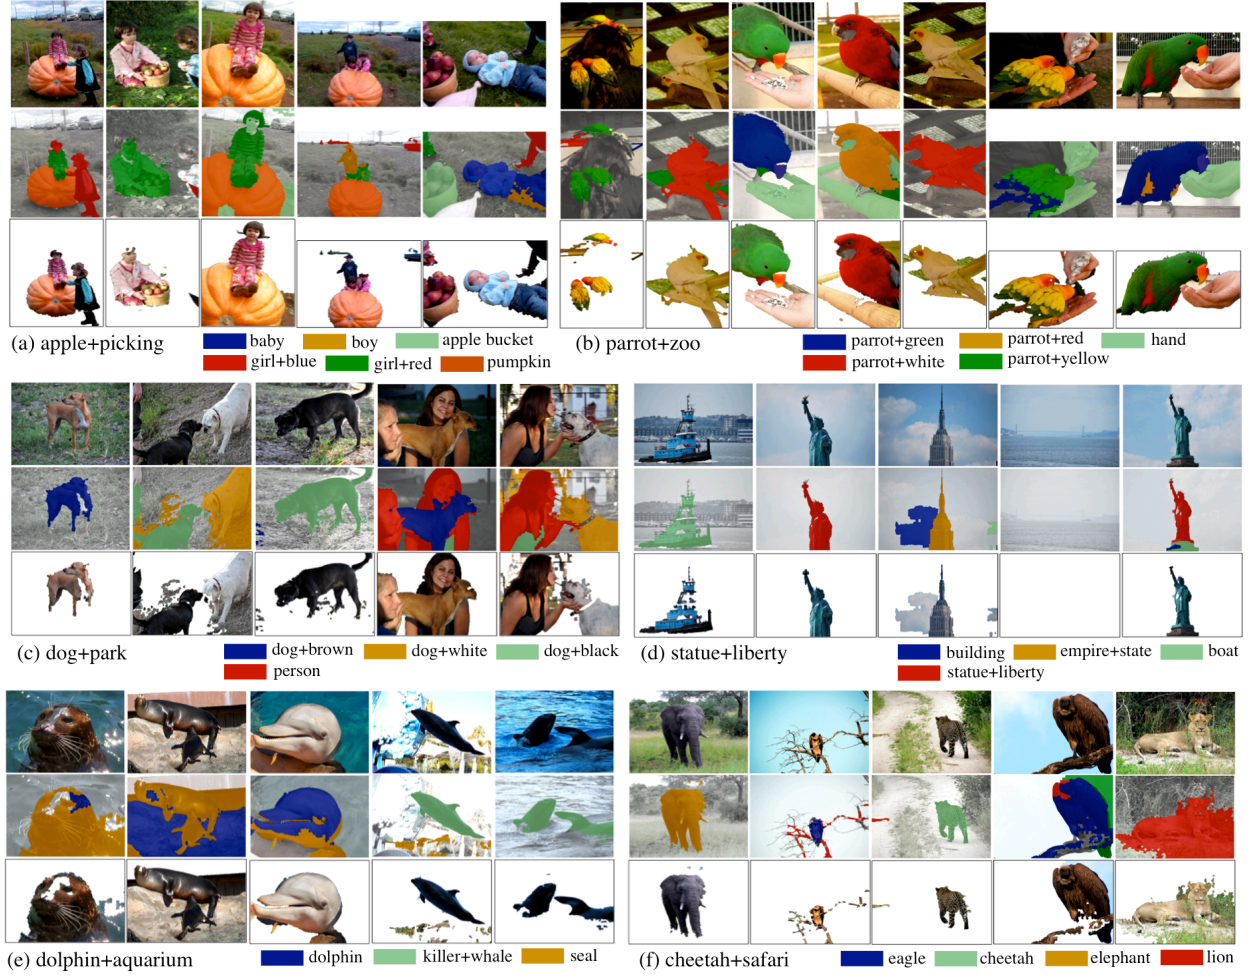 (a) apple+picking
baby
boy
apple bucket
girl+blue
girl+red
pumpkin
(b) parrot+zoo
parrot+green
parrot+red
hand
parrot+white
parrot+yellow
(c) dog+park
dog+brown
dog+white
dog+black
person
(d) statue+liberty
building
empire+state
boat
statue+liberty
(e) dolphin+aquarium
dolphin
killer+whale
seal
(f) cheetah+safari
eagle
cheetah
elephant
lion